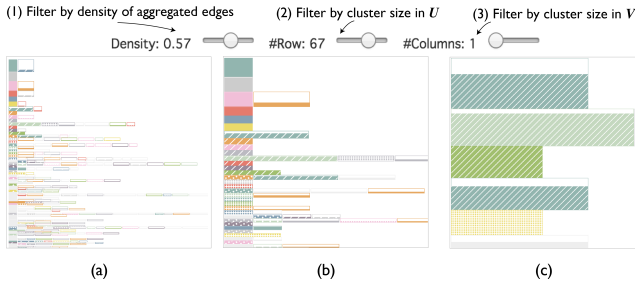 (1) Filter by density of aggregated edges (2) Filter by cluster size in U (3) Filter by cluster size in V
Density: 0.57 #Row: 67 #Columns: 1
(a) (b) (c)